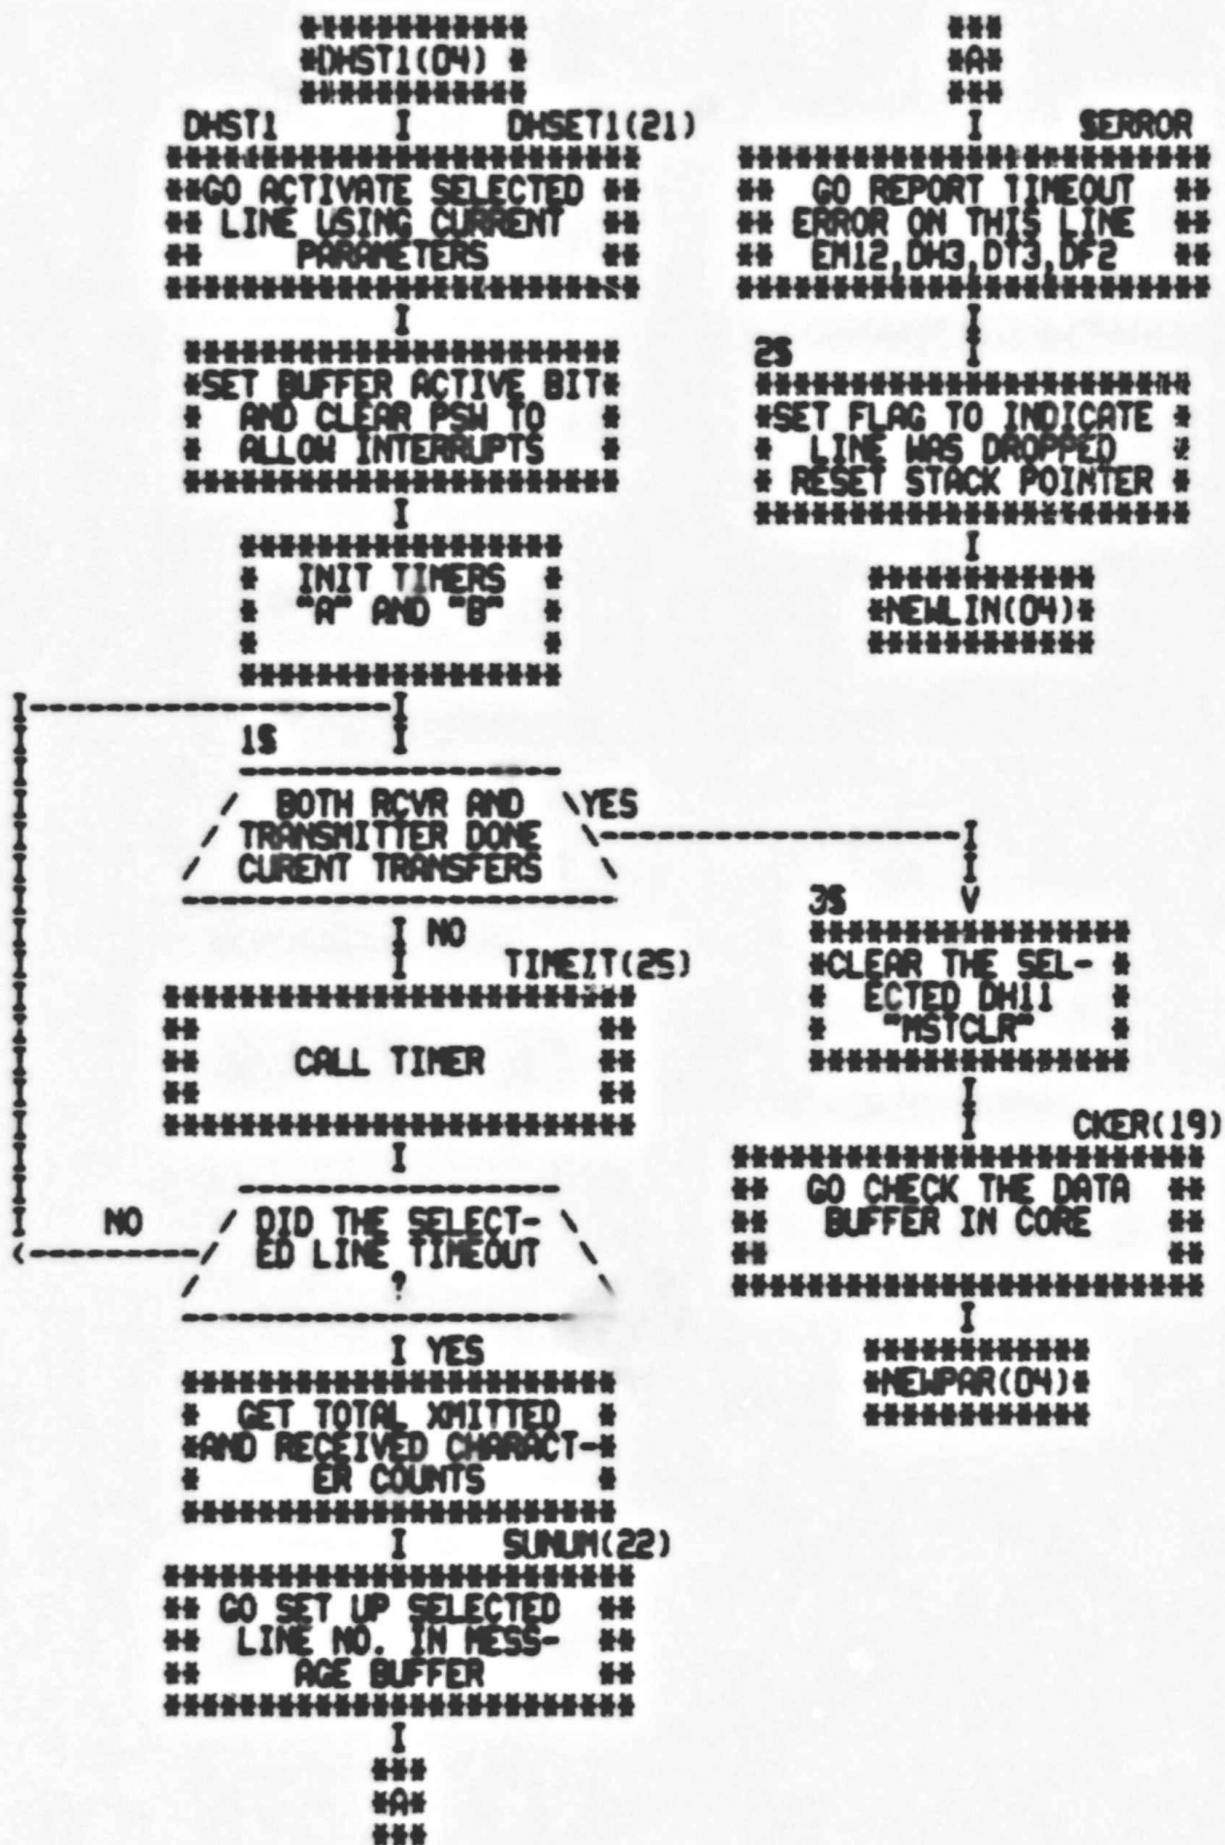 *DHST1(04) *
DHST1 I DHSET1(21)
**GO ACTIVATE SELECTED **
** LINE USING CURRENT **
** PARAMETERS **
I
*SET BUFFER ACTIVE BIT*
* AND CLEAR PSW TO *
* ALLOW INTERRUPTS *
I
* INIT TIMERS *
* "A" AND "B" *
I
1$ I
/ BOTH RCVR AND \YES
/ TRANSMITTER DONE \
/ CURENT TRANSFERS \
I NO
I TIMEIT(25)
** CALL TIMER **
I
NO / DID THE SELECT- \
/ ED LINE TIMEOUT \
/ ? \
I YES
* GET TOTAL XMITTED *
*AND RECEIVED CHARACT-*
* ER COUNTS *
I SUNUM(22)
** GO SET UP SELECTED **
** LINE NO. IN MESS- **
** AGE BUFFER **
I
*A*
*A*
I $ERROR
** GO REPORT TIMEOUT **
** ERROR ON THIS LINE **
** EM12,DH3,DT3,DF2 **
I
2$ I
*SET FLAG TO INDICATE *
* LINE WAS DROPPED *
* RESET STACK POINTER *
I
*NEWLIN(04)*
3$ V
*CLEAR THE SEL- *
* ECTED DH11 *
* "MSTCLR" *
I
I CKER(19)
** GO CHECK THE DATA **
** BUFFER IN CORE **
I
*NEWPAR(04)*